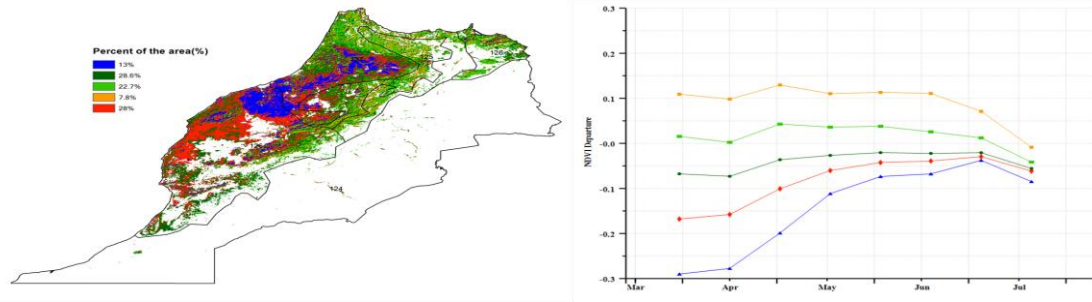 Percent of the area(%)
13%
28.6%
22.7%
7.8%
28%
126
124
0.3
0.2
0.1
-0.0
-0.1
-0.2
-0.3
NDVI Departure
Mar
Apr
May
Jun
Jul